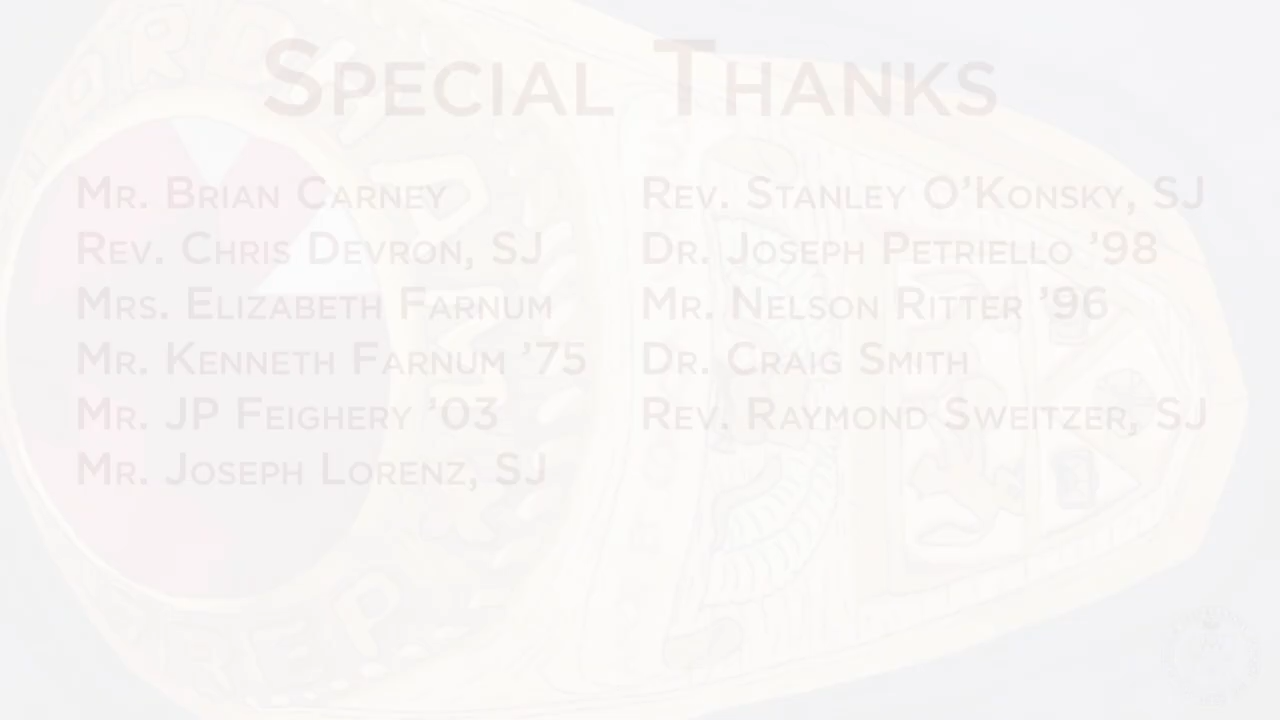 SPECIAL THANKS
MR. BRIAN CARNEY
REV. CHRIS DEVRON, SJ
MRS. ELIZABETH FARNUM
MR. KENNETH FARNUM ’75
MR. JP FEIGHERY ’03
MR. JOSEPH LORENZ, SJ
REV. STANLEY O’KONSKY, SJ
DR. JOSEPH PETRIELLO ’98
MR. NELSON RITTER ’96
DR. CRAIG SMITH
REV. RAYMOND SWEITZER, SJ
FORDHAM
PREP